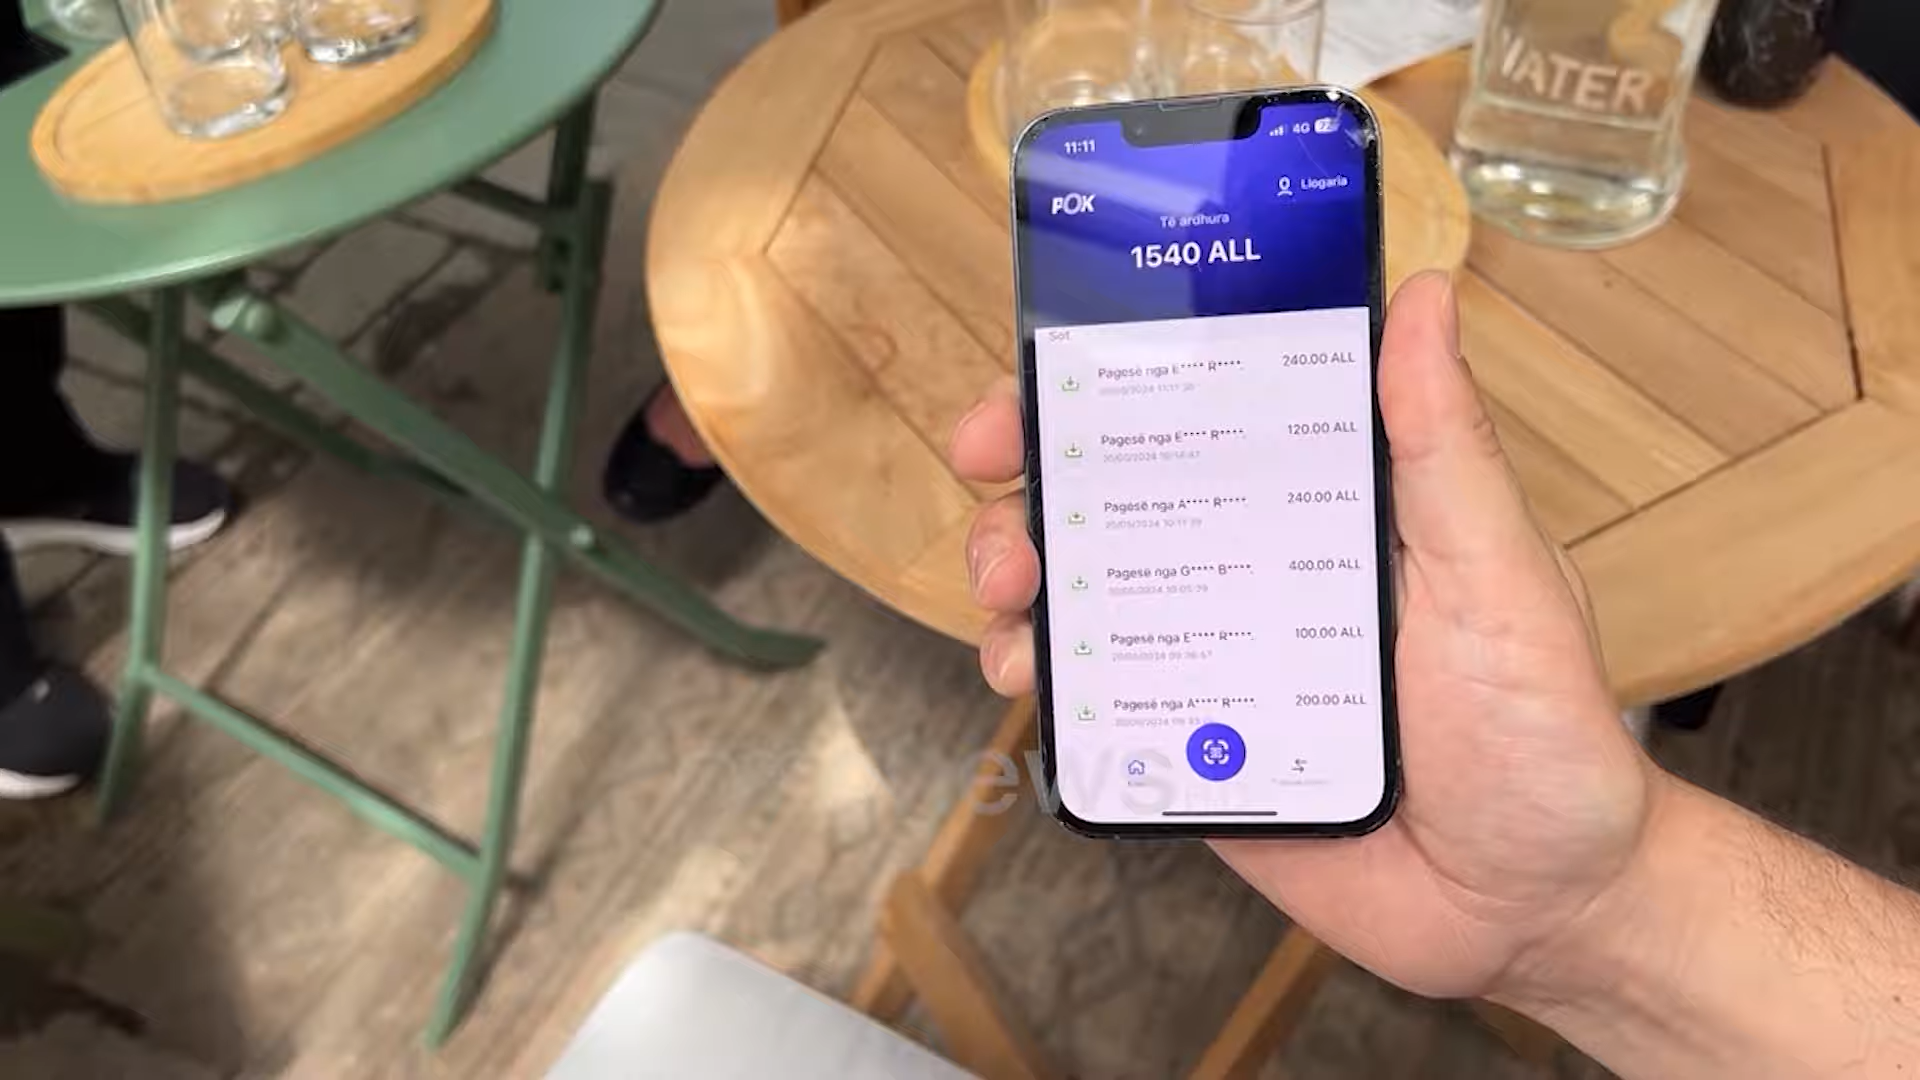 WATER
11:11
4G
POK
Llogaria
Të ardhura
1540 ALL
Sot
Pagesë nga E**** R****.
240.00 ALL
Pagesë nga E**** R****.
120.00 ALL
Pagesë nga A**** R****.
240.00 ALL
Pagesë nga G**** B****.
400.00 ALL
Pagesë nga E**** R****.
100.00 ALL
Pagesë nga A**** R****.
200.00 ALL